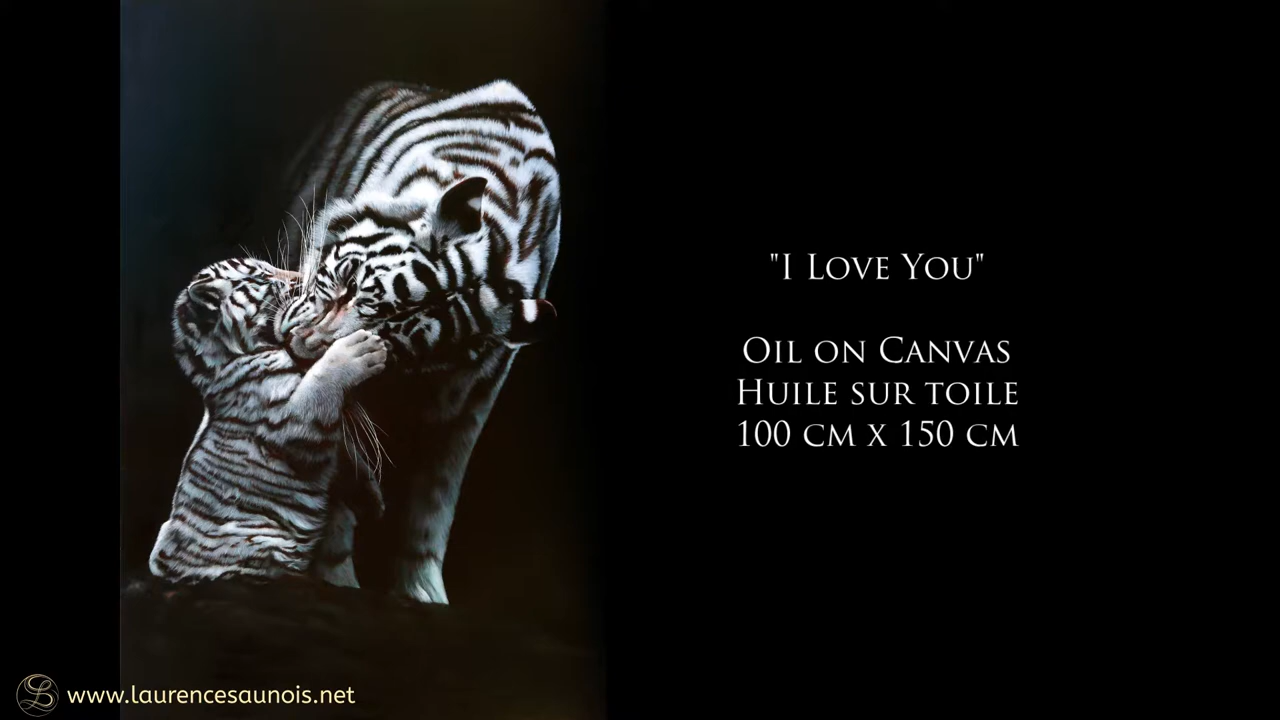 "I Love You"
Oil on Canvas
Huile sur toile
100 cm x 150 cm
www.laurencesaunois.net